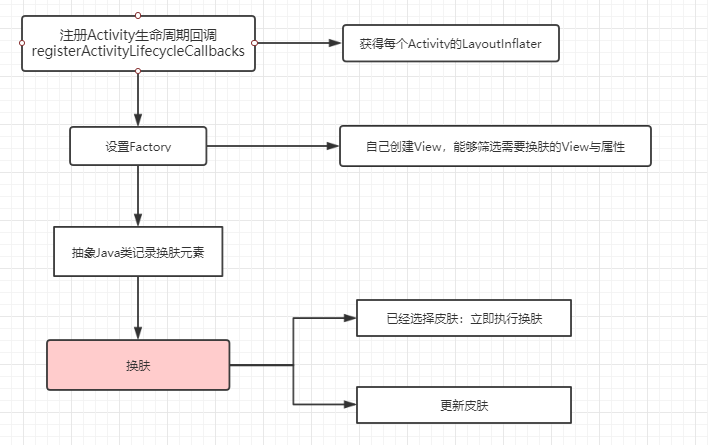 注册Activity生命周期回调
registerActivityLifecycleCallbacks
获得每个Activity的LayoutInflater
设置Factory
自己创建View，能够筛选需要换肤的View与属性
抽象Java类记录换肤元素
换肤
已经选择皮肤：立即执行换肤
更新皮肤